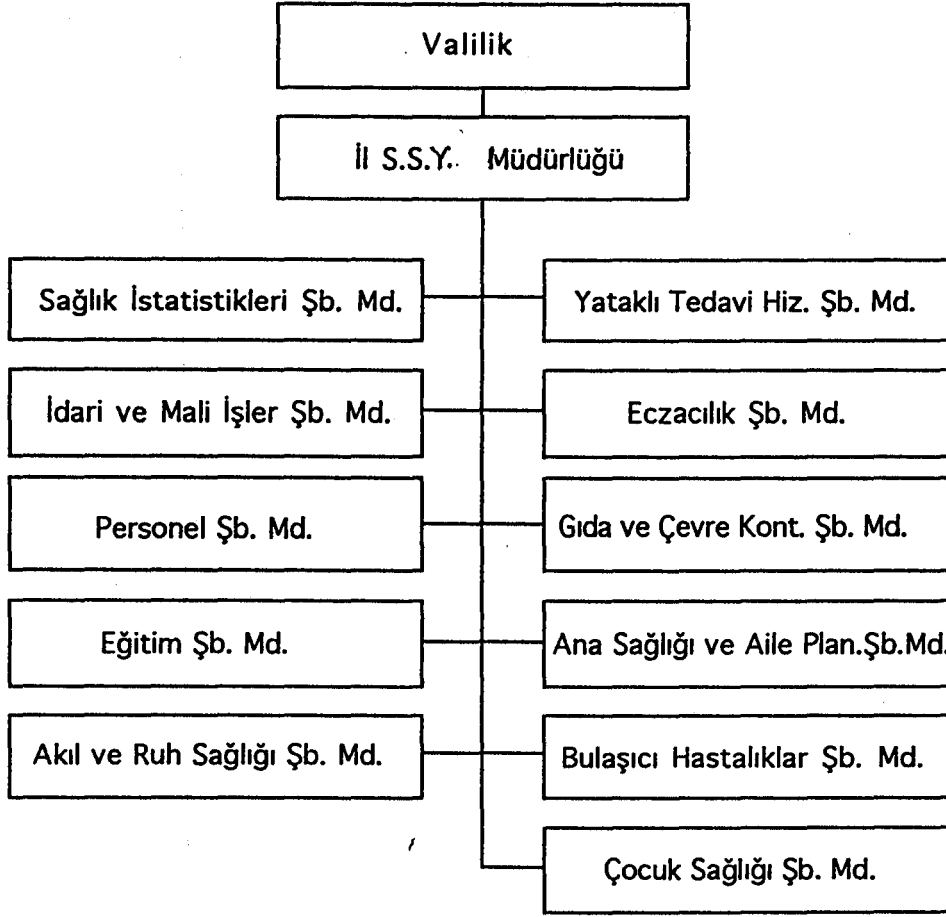 Valilik
İl S.S.Y. Müdürlüğü
Sağlık İstatistikleri Şb. Md.
Yataklı Tedavi Hiz. Şb. Md.
İdari ve Mali İşler Şb. Md.
Eczacılık Şb. Md.
Personel Şb. Md.
Gıda ve Çevre Kont. Şb. Md.
Eğitim Şb. Md.
Ana Sağlığı ve Aile Plan.Şb.Md.
Akıl ve Ruh Sağlığı Şb. Md.
Bulaşıcı Hastalıklar Şb. Md.
Çocuk Sağlığı Şb. Md.